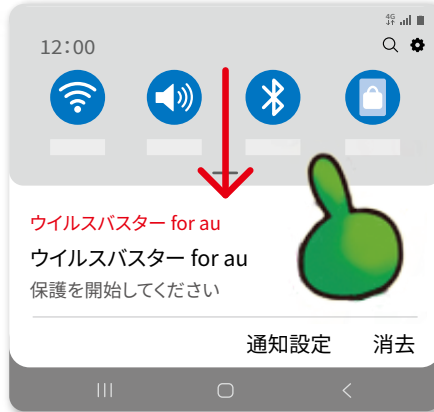 4G
12:00
ウイルスバスター for au
ウイルスバスター for au
保護を開始してください
通知設定 消去